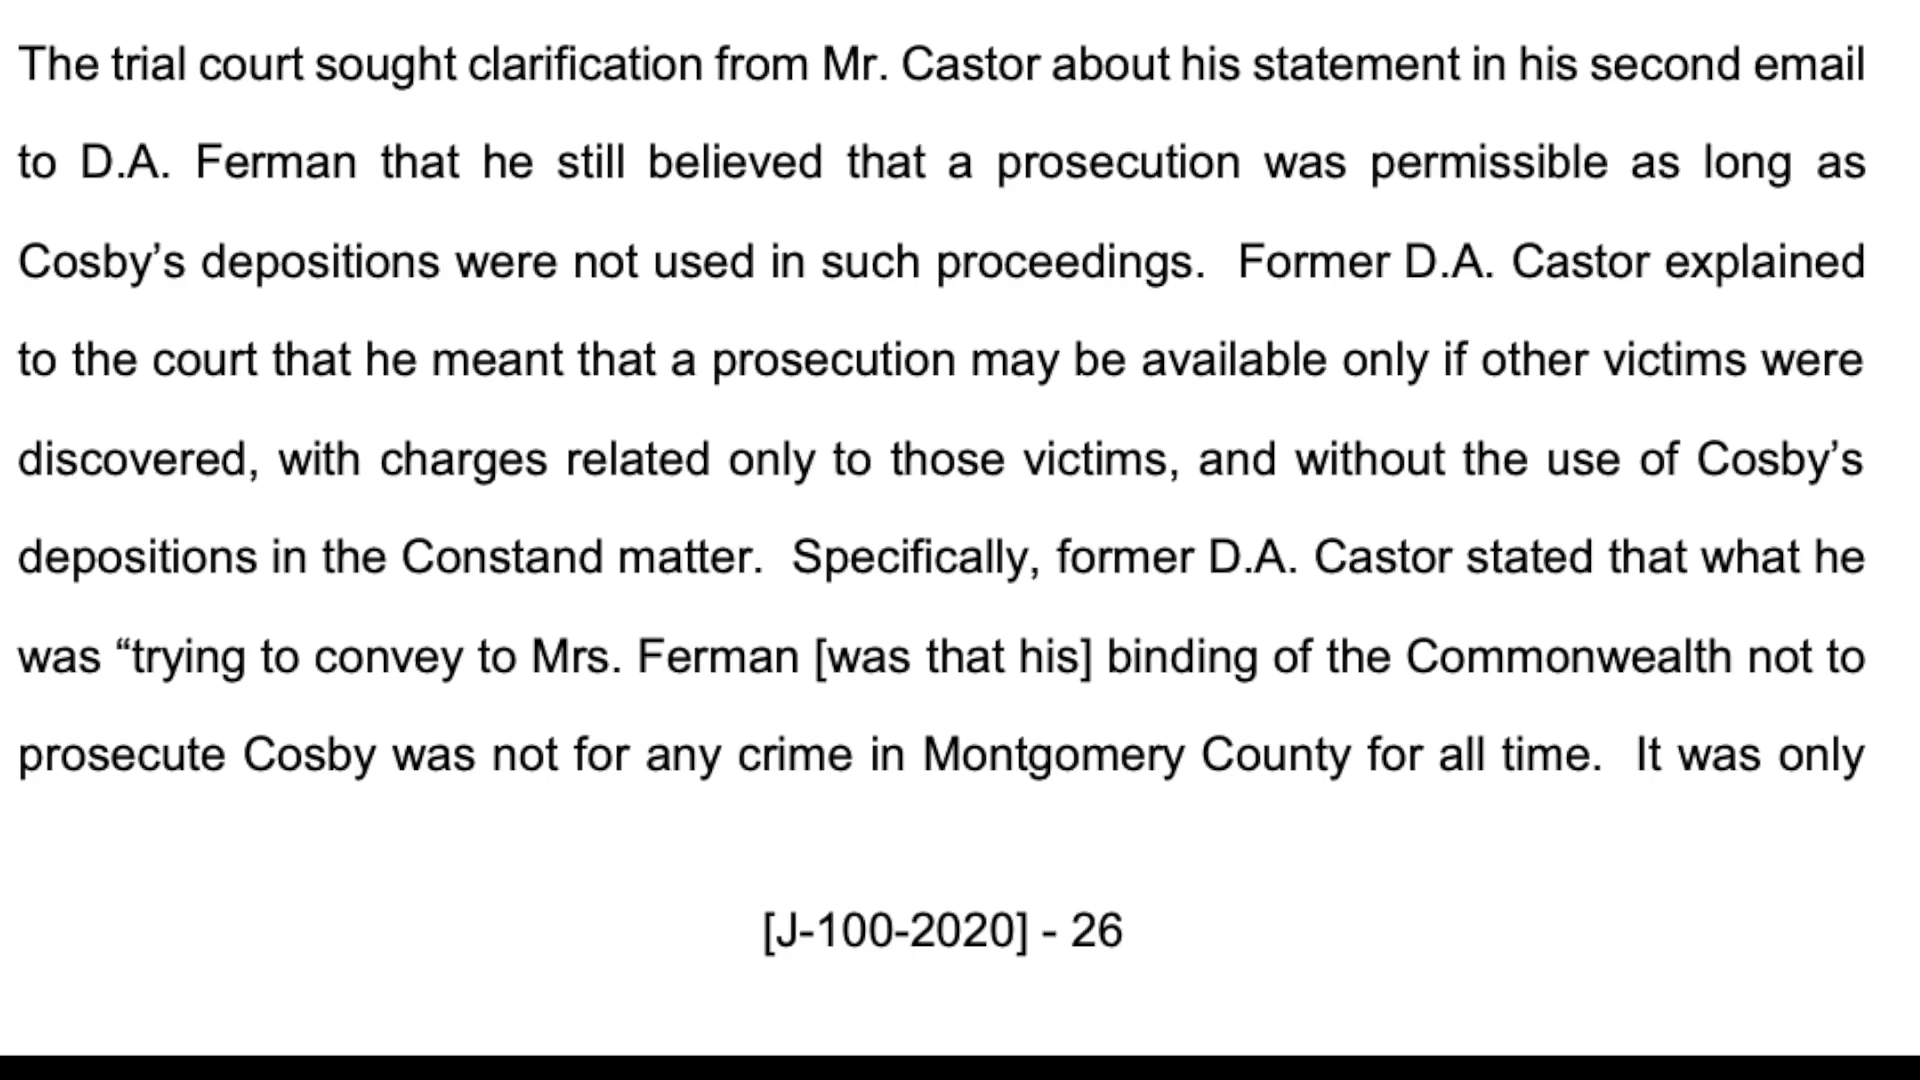 The trial court sought clarification from Mr. Castor about his statement in his second email
to D.A. Ferman that he still believed that a prosecution was permissible as long as
Cosby’s depositions were not used in such proceedings.  Former D.A. Castor explained
to the court that he meant that a prosecution may be available only if other victims were
discovered, with charges related only to those victims, and without the use of Cosby’s
depositions in the Constand matter.  Specifically, former D.A. Castor stated that what he
was “trying to convey to Mrs. Ferman [was that his] binding of the Commonwealth not to
prosecute Cosby was not for any crime in Montgomery County for all time.  It was only
[J-100-2020] - 26